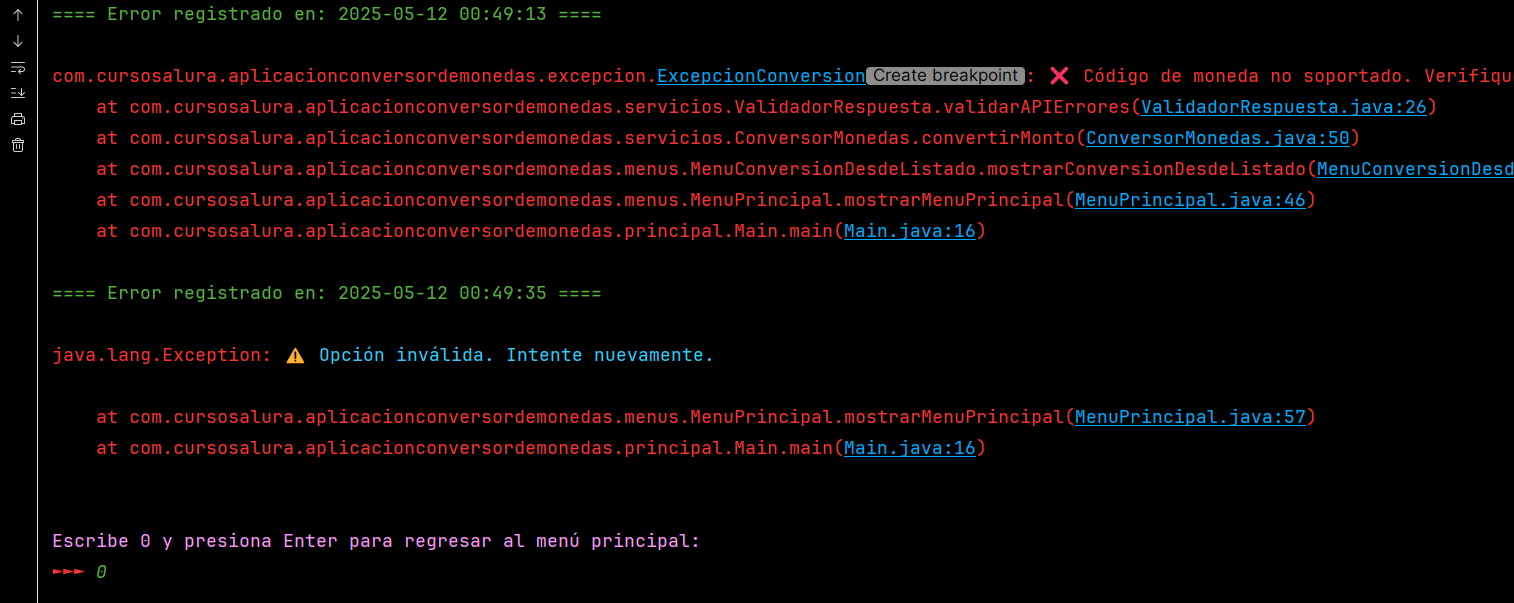 ==== Error registrado en: 2025-05-12 00:49:13 ====
com.cursosalura.aplicacionconversordemonedas.excepcion.ExcepcionConversion Create breakpoint : ❌ Código de moneda no soportado.
at com.cursosalura.aplicacionconversordemonedas.servicios.ValidadorRespuesta.validarAPIErrores(ValidadorRespuesta.java:26)
at com.cursosalura.aplicacionconversordemonedas.servicios.ConversorMonedas.convertirMonto(ConversorMonedas.java:50)
at com.cursosalura.aplicacionconversordemonedas.menus.MenuConversionDesdeListado.mostrarConversionDesdeListado(MenuConversionDesd
at com.cursosalura.aplicacionconversordemonedas.menus.MenuPrincipal.mostrarMenuPrincipal(MenuPrincipal.java:46)
at com.cursosalura.aplicacionconversordemonedas.principal.Main.main(Main.java:16)
==== Error registrado en: 2025-05-12 00:49:35 ====
java.lang.Exception: ⚠️ Opción inválida. Intente nuevamente.
at com.cursosalura.aplicacionconversordemonedas.menus.MenuPrincipal.mostrarMenuPrincipal(MenuPrincipal.java:57)
at com.cursosalura.aplicacionconversordemonedas.principal.Main.main(Main.java:16)
Escribe 0 y presiona Enter para regresar al menú principal:
►►► 0